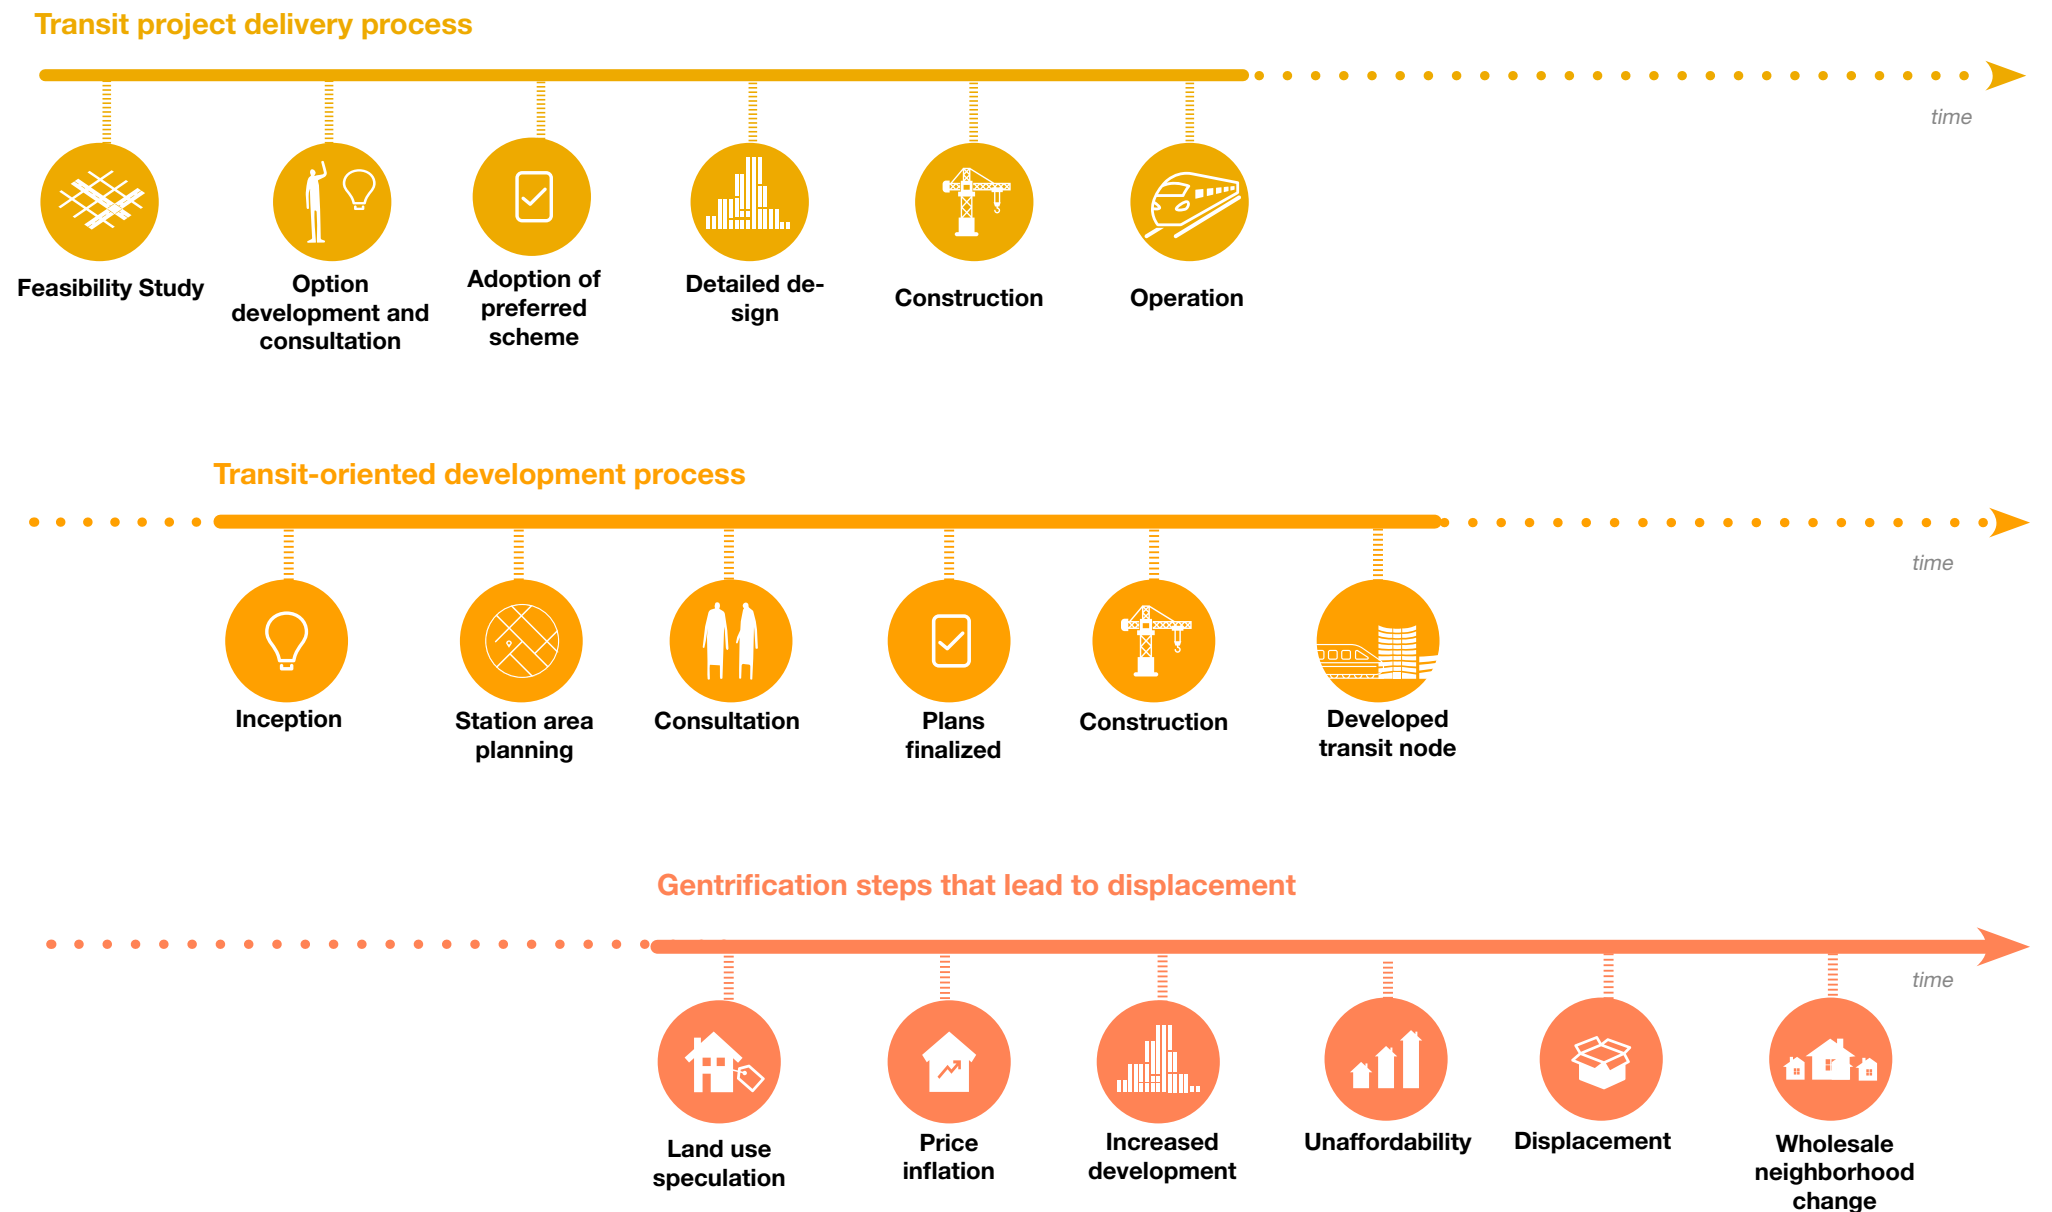 Transit project delivery process
time
Feasibility Study
Option
development and
consultation
Adoption of
preferred
scheme
Detailed de-
sign
Construction
Operation
Transit-oriented development process
time
Inception
Station area
planning
Consultation
Plans
finalized
Construction
Developed
transit node
Gentrification steps that lead to displacement
time
Land use
speculation
Price
inflation
Increased
development
Unaffordability
Displacement
Wholesale
neighborhood
change